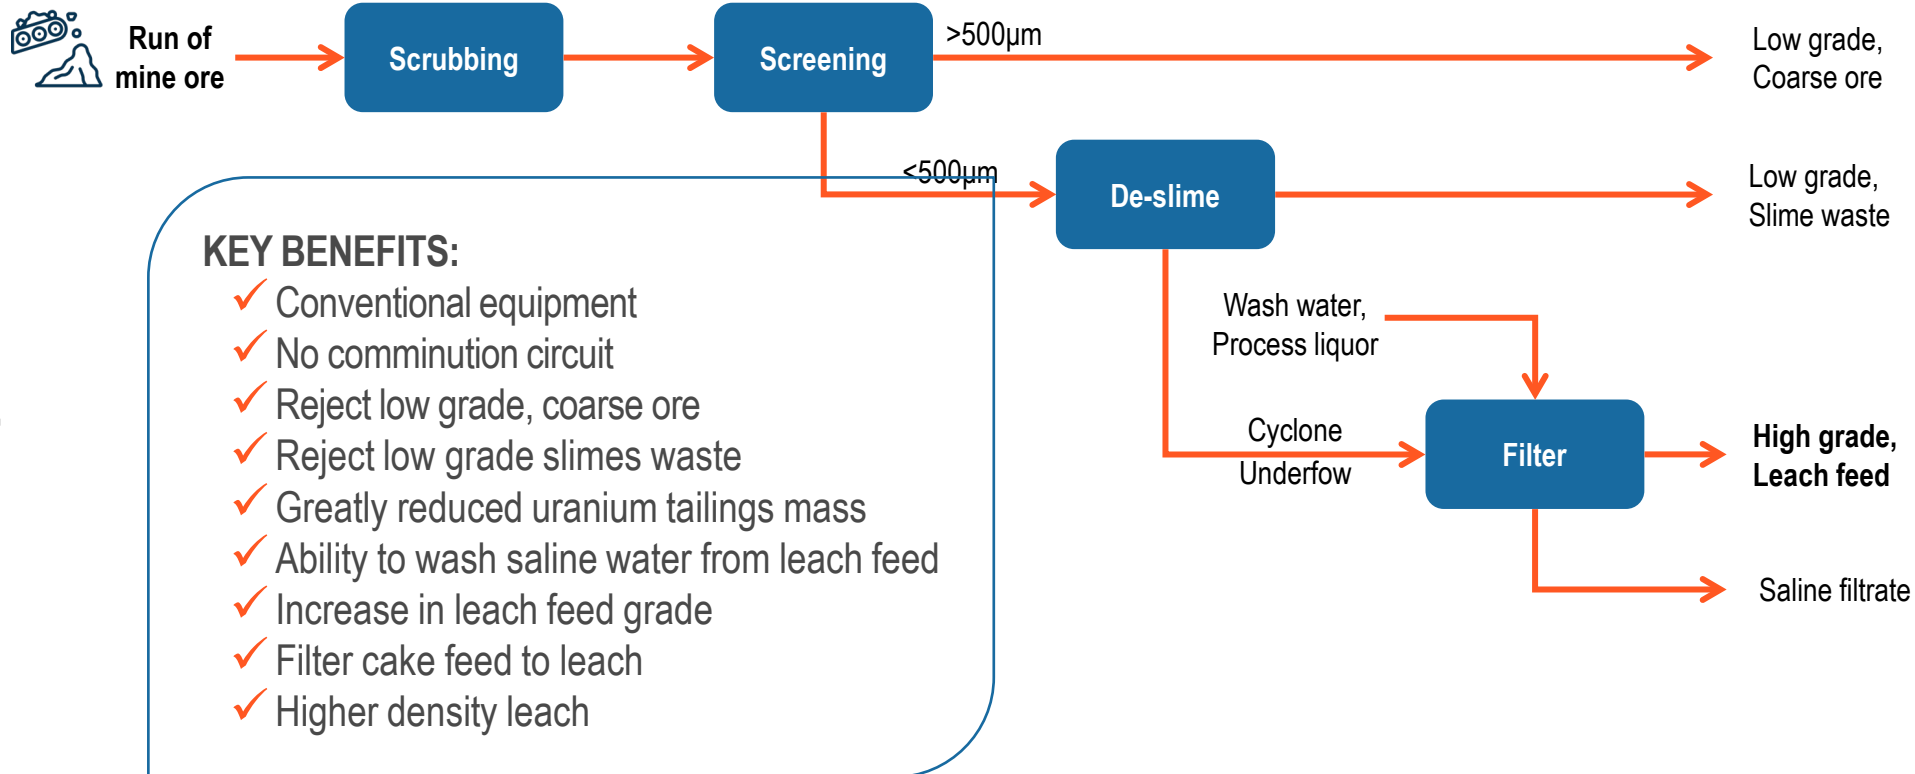 Run of
mine ore
Scrubbing
Screening
>500µm
Low grade,
Coarse ore
<500µm
De-slime
Low grade,
Slime waste
KEY BENEFITS:
Conventional equipment
No comminution circuit
Reject low grade, coarse ore
Reject low grade slimes waste
Greatly reduced uranium tailings mass
Ability to wash saline water from leach feed
Increase in leach feed grade
Filter cake feed to leach
Higher density leach
Wash water,
Process liquor
Cyclone
Underfow
Filter
High grade,
Leach feed
Saline filtrate